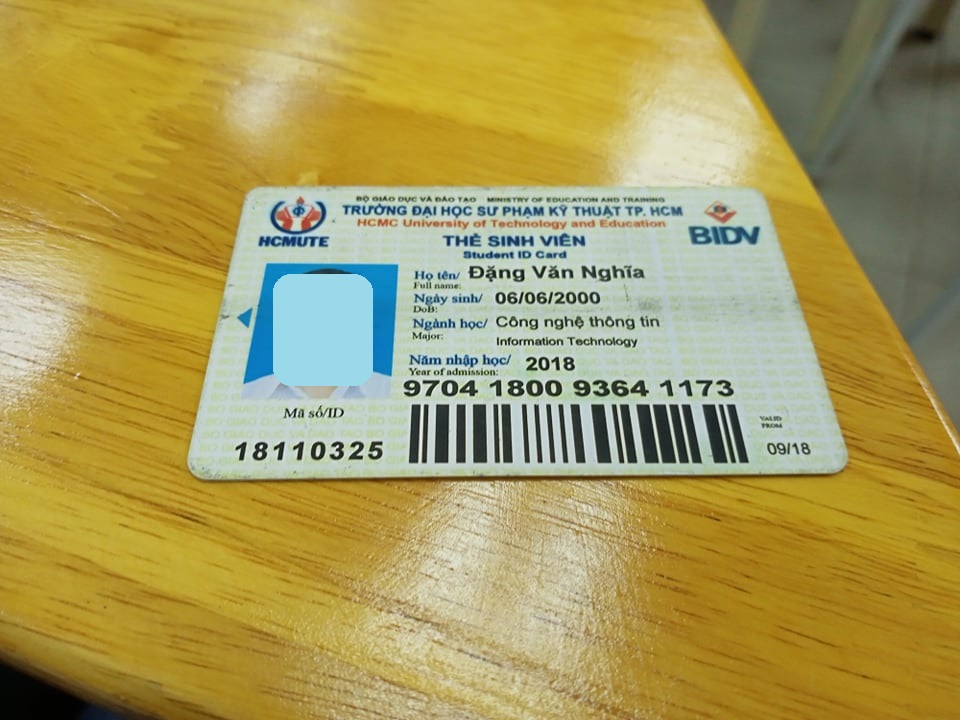 BỘ GIÁO DỤC VÀ ĐÀO TẠO MINISTRY OF EDUCATION AND TRAINING
TRƯỜNG ĐẠI HỌC SƯ PHẠM KỸ THUẬT TP. HCM
HCMC University of Technology and Education
HCMUTE
THẺ SINH VIÊN
BIDV
Student ID Card
Họ tên/ Đặng Văn Nghĩa
Full name:
Ngày sinh/ 06/06/2000
DoB:
Ngành học/ Công nghệ thông tin
Major: Information Technology
Năm nhập học/ 2018
Year of admission:
9704 1800 9364 1173
Mã số/ID
18110325
VALID
FROM
09/18